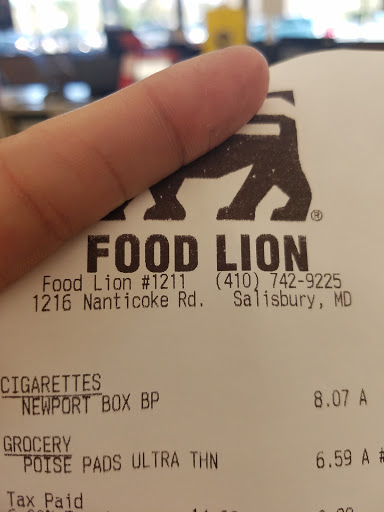 ®
FOOD LION
Food Lion #1211 (410) 742-9225
1216 Nanticoke Rd. Salisbury, MD
CIGARETTES
NEWPORT BOX BP 8.07 A
GROCERY
POISE PADS ULTRA THN 6.59 A #
Tax Paid